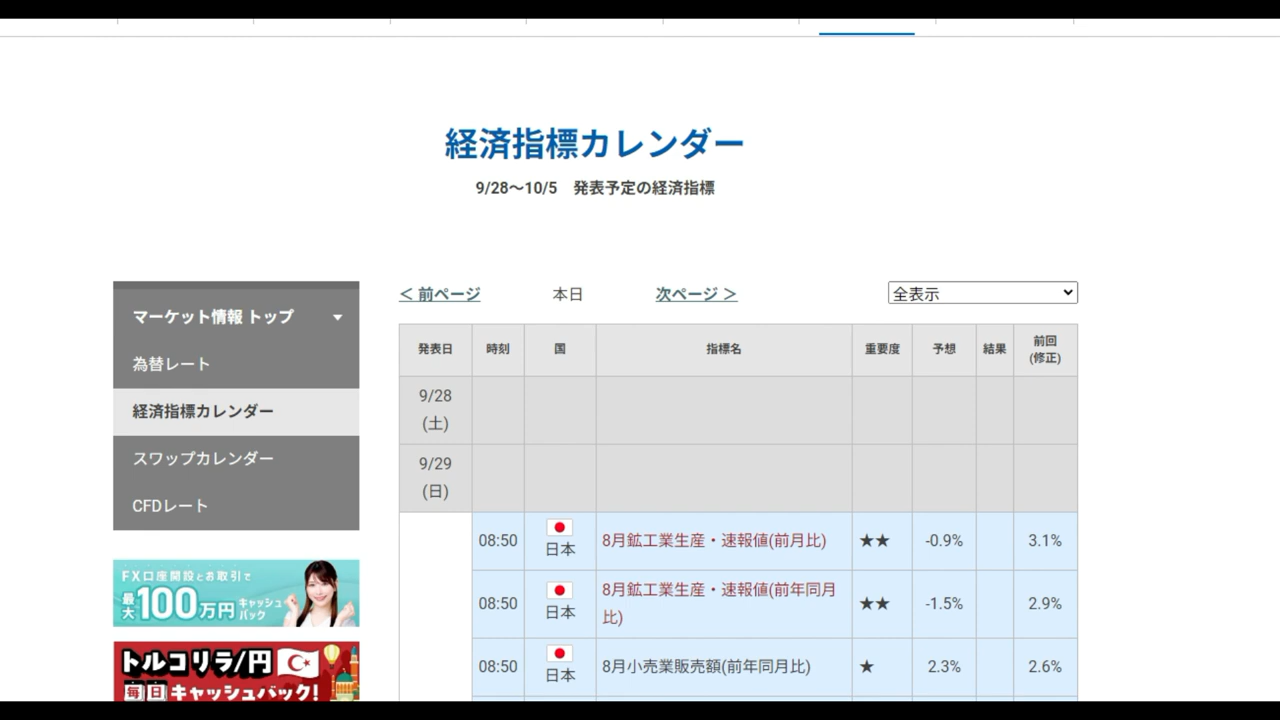 経済指標カレンダー
9/28〜10/5 発表予定の経済指標
マーケット情報 トップ
為替レート
経済指標カレンダー
スワップカレンダー
CFDレート
FX口座開設とお取引で
最大100万円キャッシュバック
トルコリラ/円
毎日キャッシュバック!
＜ 前ページ 本日 次ページ ＞ 全表示
発表日 時刻 国 指標名 重要度 予想 結果 前回(修正)
9/28
(土)
9/29
(日)
08:50 日本 8月鉱工業生産・速報値(前月比) ★★ -0.9% 3.1%
08:50 日本 8月鉱工業生産・速報値(前年同月比) ★★ -1.5% 2.9%
08:50 日本 8月小売業販売額(前年同月比) ★ 2.3% 2.6%